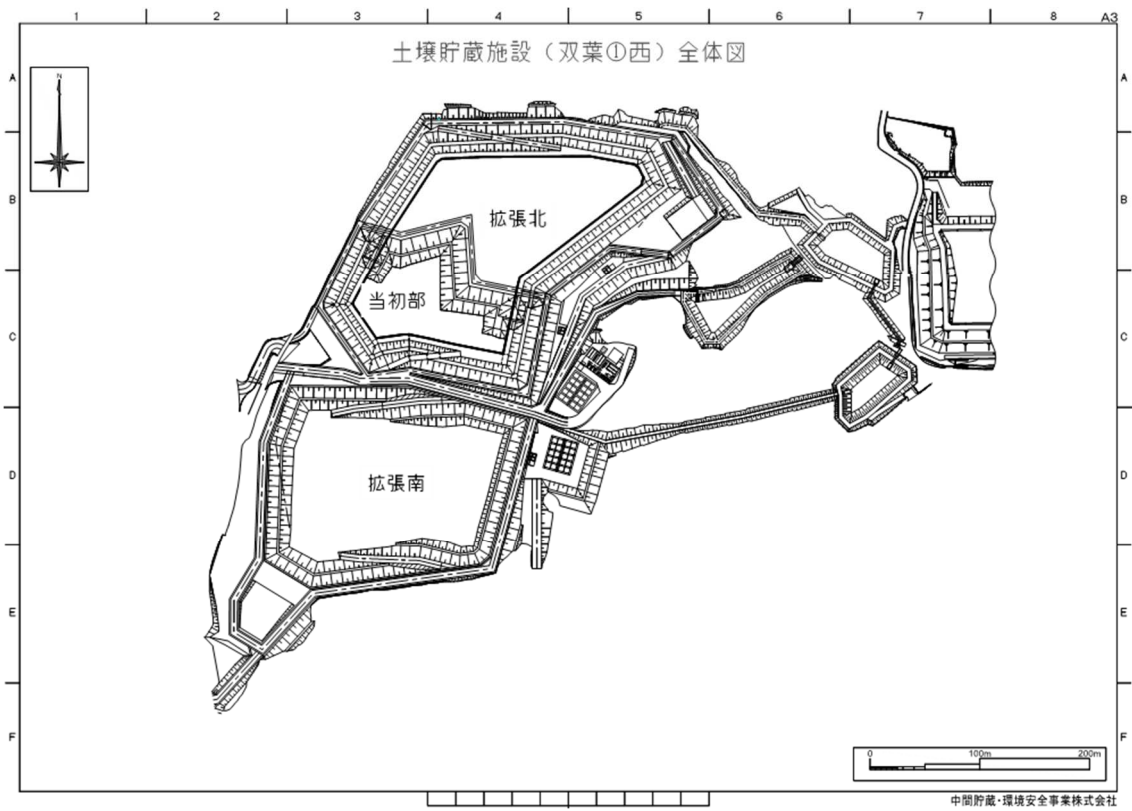 1 2 3 4 5 6 7 8 A3
土壌貯蔵施設（双葉①西）全体図
A A
N
B B
拡張北
当初部
C C
D D
拡張南
E E
F F
0 100m 200m
中間貯蔵・環境安全事業株式会社